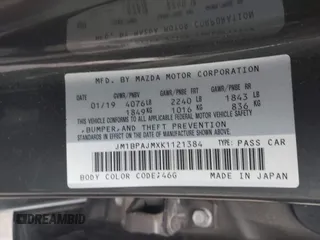 MFD. BY MAZDA MOTOR CORPORATION
GVWR/PNBV GAWR/PNBE FRT/AV GAWR/PNBE RR/AR
01/19 4076LB 2240 LB 1843 LB
1849KG 1016 KG 836 KG
THIS VEHICLE CONFORMS TO ALL APPLICABLE FEDERAL MOTOR VEHICLE SAFETY
, BUMPER, AND THEFT PREVENTION
STANDARDS IN EFFECT ON THE DATE OF MANUFACTURE SHOWN ABOVE.
JM1BPAJMXK1121384 TYPE: PASS CAR
BODY COLOR CODE:46G MADE IN JAPAN
DREAMBID